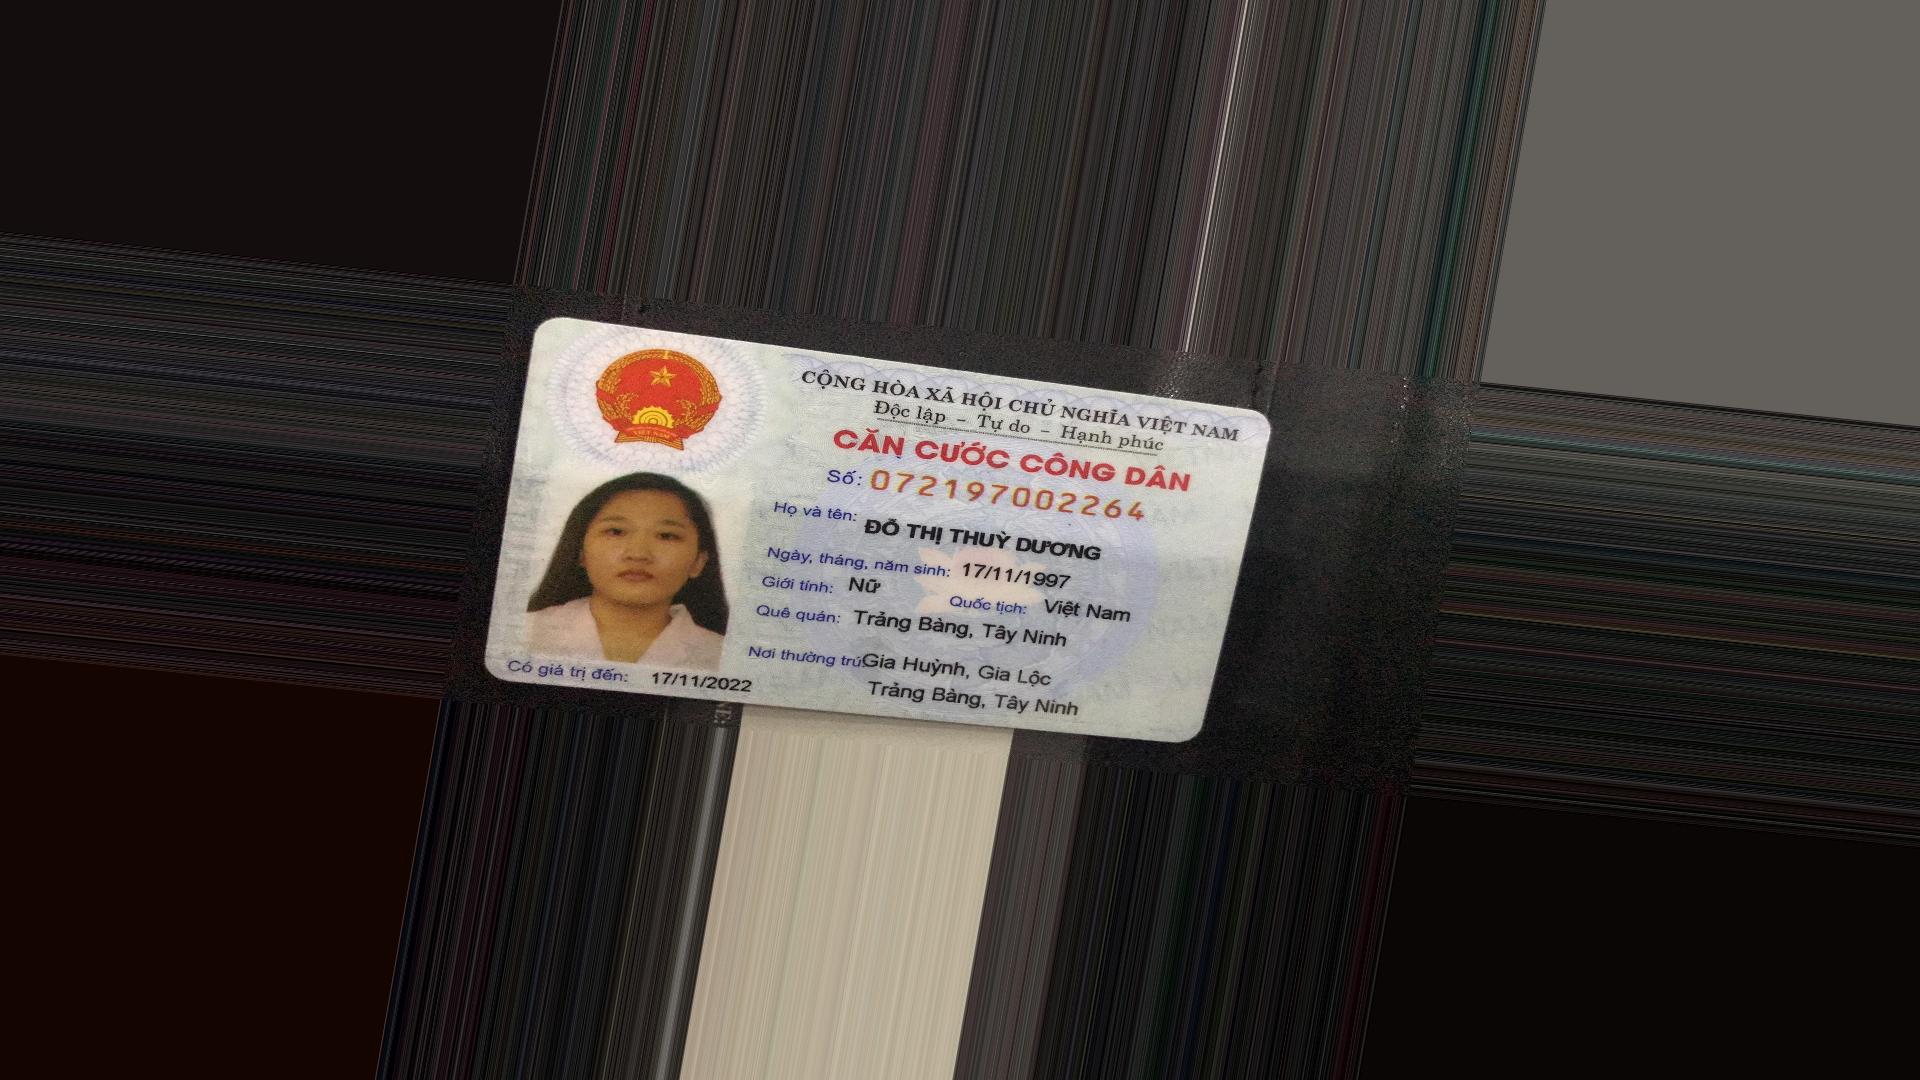 CỘNG HÒA XÃ HỘI CHỦ NGHĨA VIỆT NAM
Độc lập – Tự do – Hạnh phúc
CĂN CƯỚC CÔNG DÂN
Số: 072197002264
Họ và tên: ĐỖ THỊ THUỲ DƯƠNG
Ngày, tháng, năm sinh: 17/11/1997
Giới tính: Nữ Quốc tịch: Việt Nam
Quê quán: Trảng Bàng, Tây Ninh
Nơi thường trú: Gia Huỳnh, Gia Lộc
Trảng Bàng, Tây Ninh
Có giá trị đến: 17/11/2022
VIỆT NAM